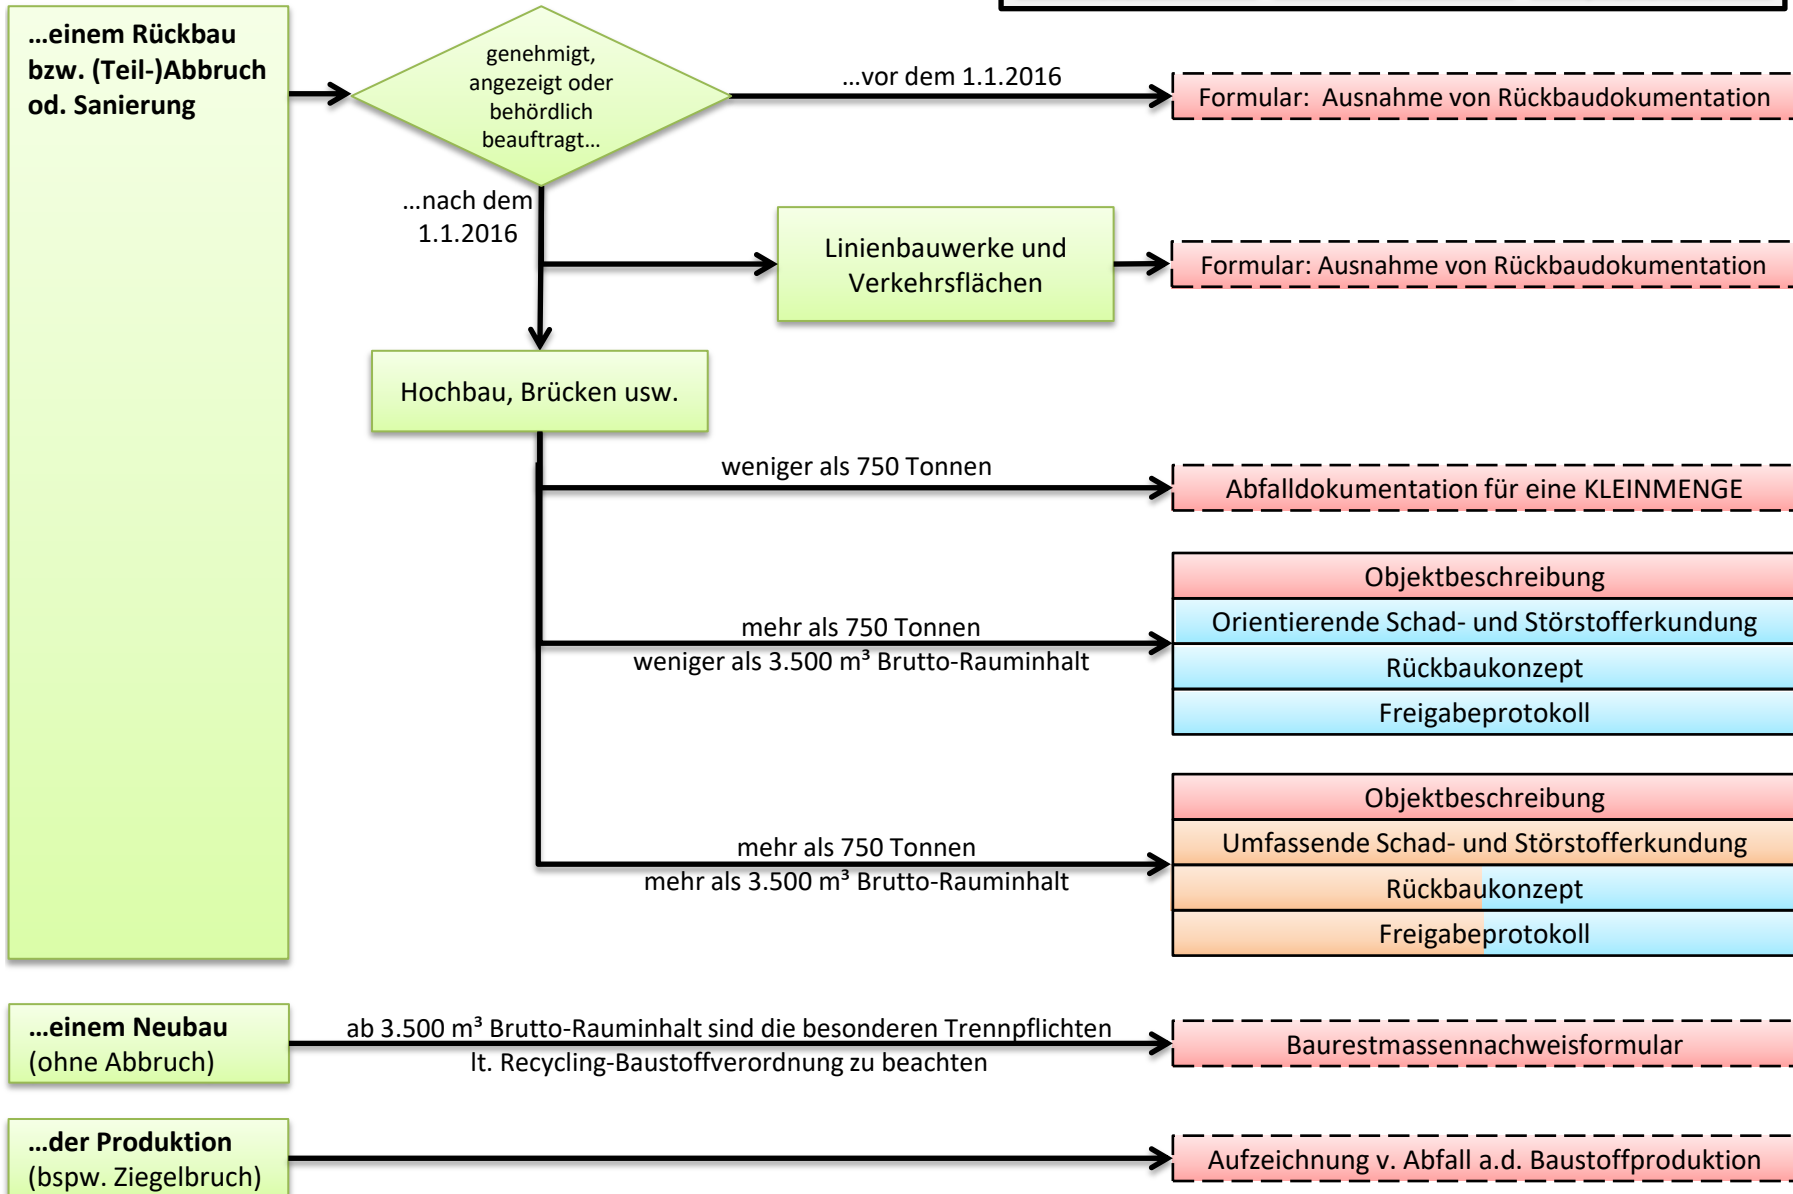 ...einem Rückbau
bzw. (Teil-)Abbruch
od. Sanierung
genehmigt,
angezeigt oder
behördlich
beauftragt...
...vor dem 1.1.2016
Formular:  Ausnahme von Rückbaudokumentation
...nach dem
1.1.2016
Linienbauwerke und
Verkehrsflächen
Formular: Ausnahme von Rückbaudokumentation
Hochbau, Brücken usw.
weniger als 750 Tonnen
Abfalldokumentation für eine KLEINMENGE
mehr als 750 Tonnen
weniger als 3.500 m³ Brutto-Rauminhalt
Objektbeschreibung
Orientierende Schad- und Störstofferkundung
Rückbaukonzept
Freigabeprotokoll
mehr als 750 Tonnen
mehr als 3.500 m³ Brutto-Rauminhalt
Objektbeschreibung
Umfassende Schad- und Störstofferkundung
Rückbaukonzept
Freigabeprotokoll
...einem Neubau
(ohne Abbruch)
ab 3.500 m³ Brutto-Rauminhalt sind die besonderen Trennpflichten
lt. Recycling-Baustoffverordnung zu beachten
Baurestmassennachweisformular
...der Produktion
(bspw. Ziegelbruch)
Aufzeichnung v. Abfall a.d. Baustoffproduktion